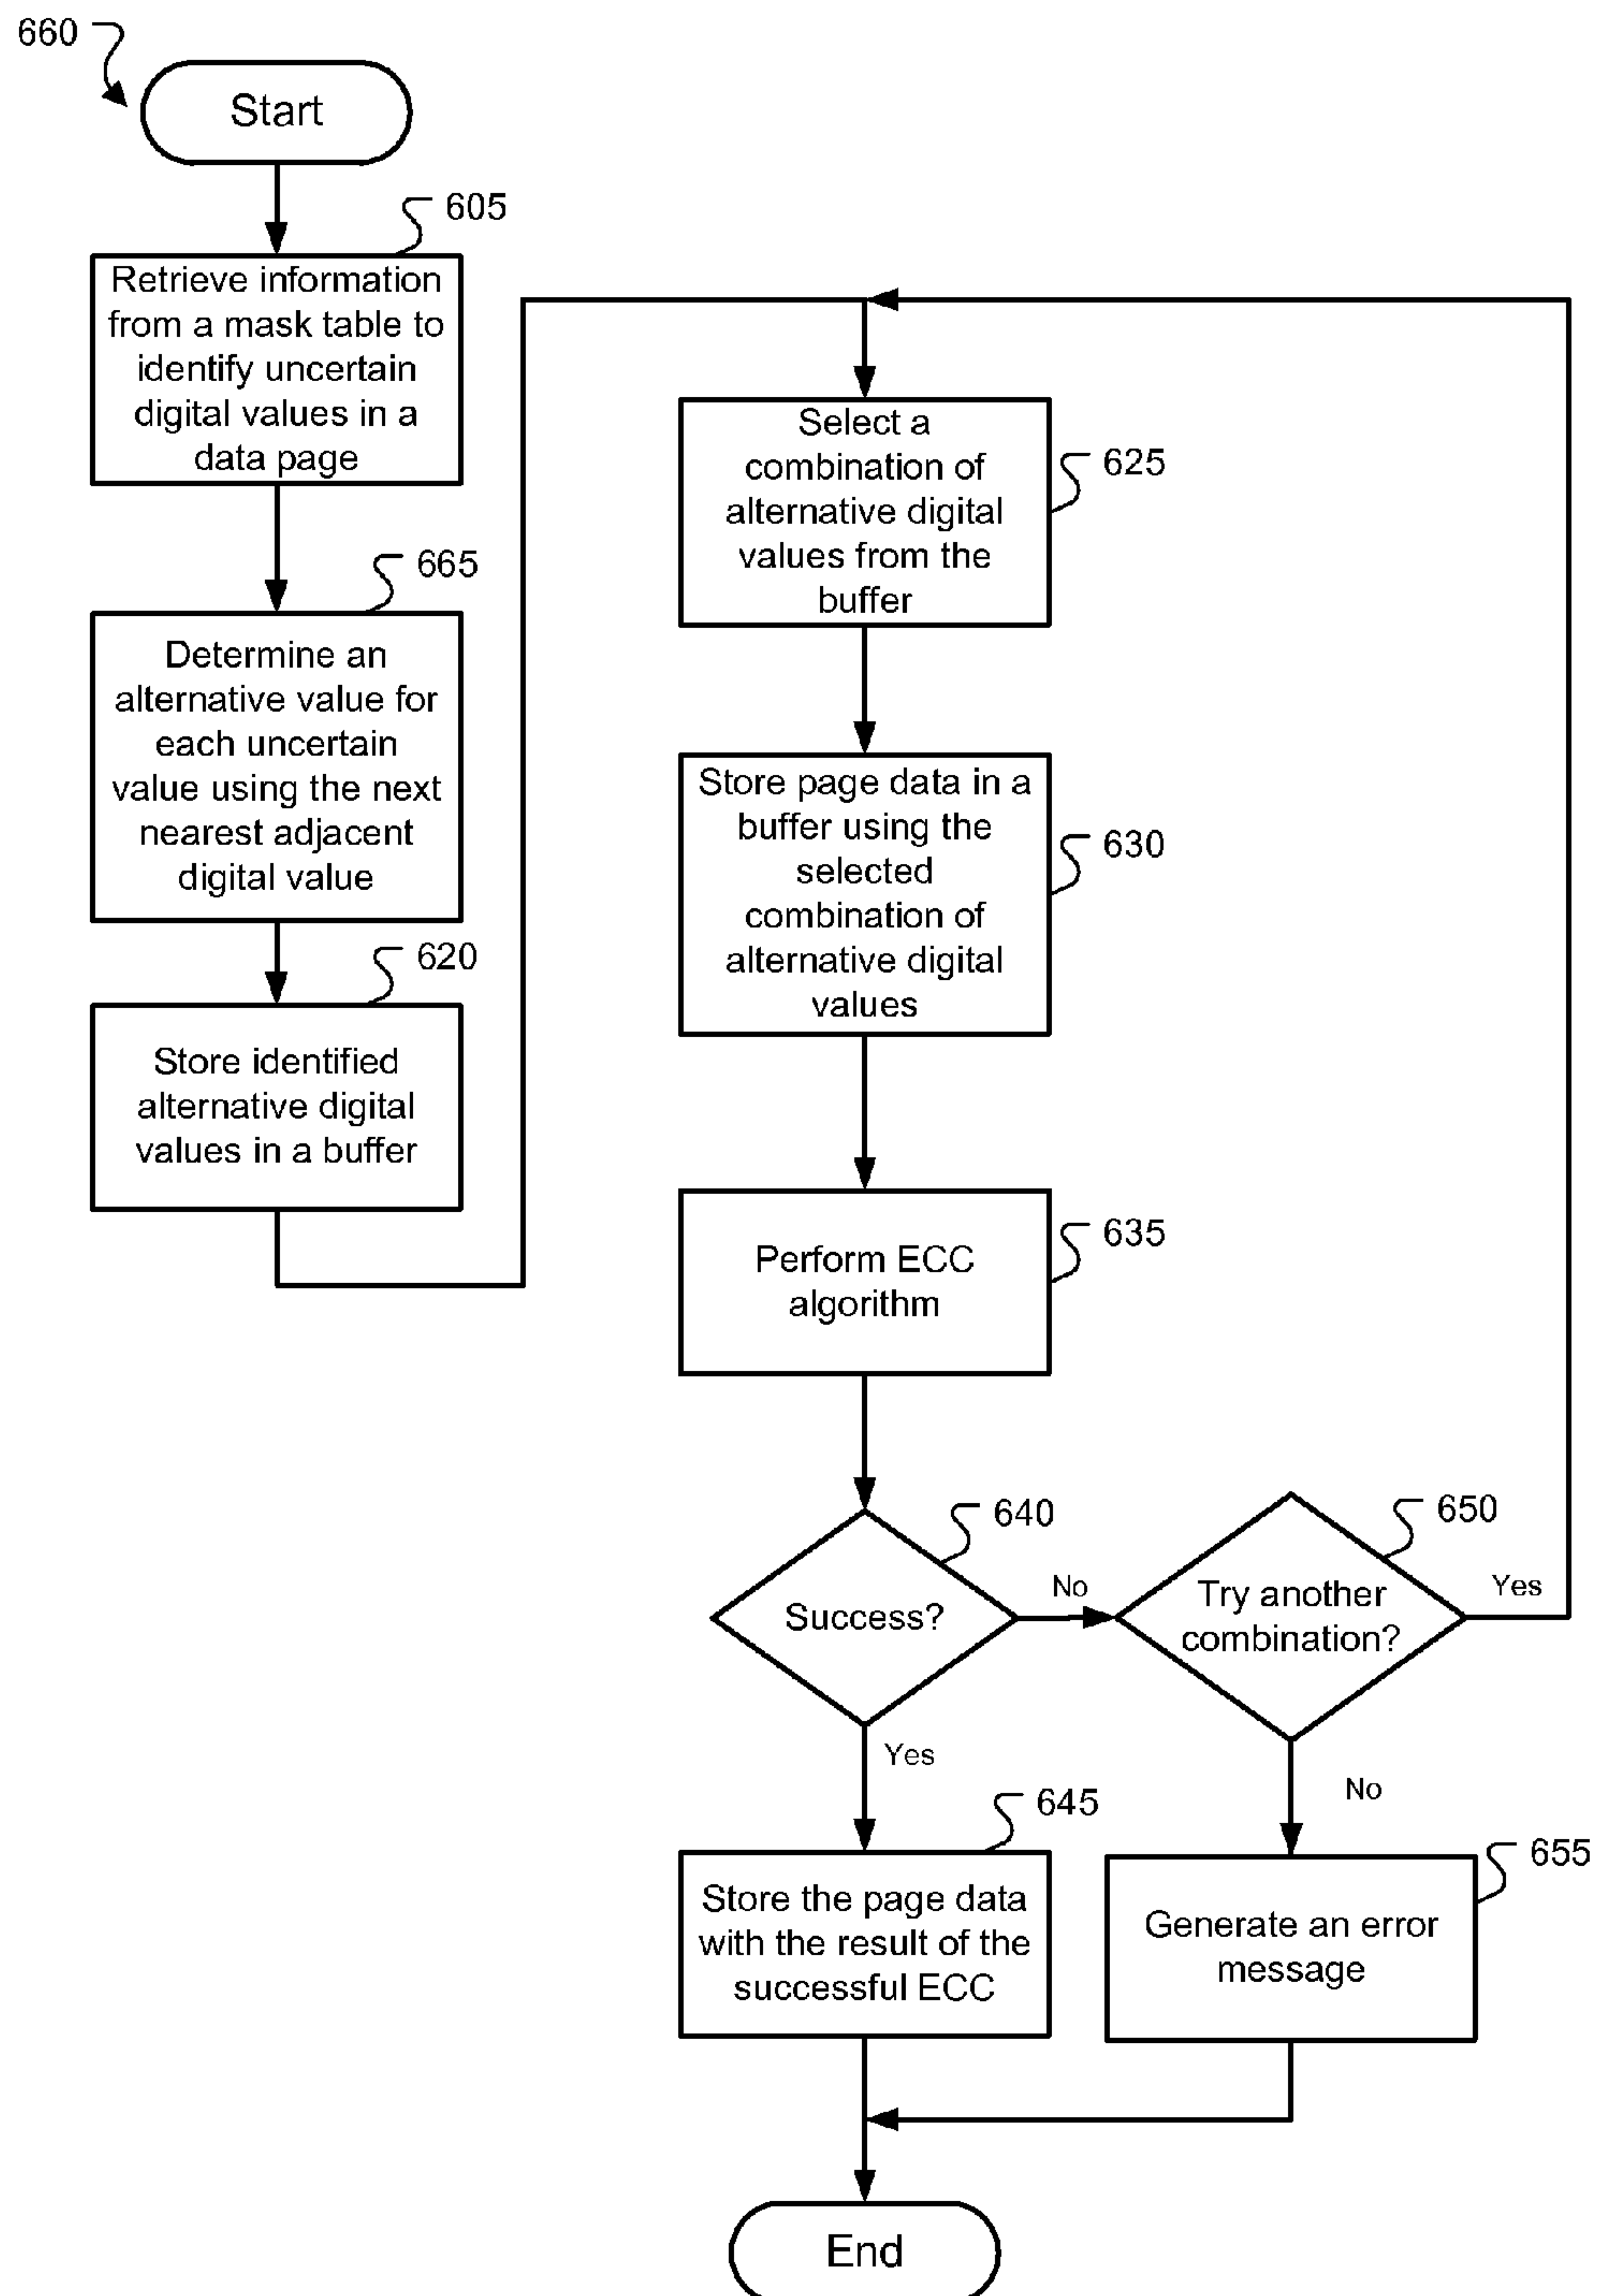 660
Start
605
Retrieve information
from a mask table to
identify uncertain
digital values in a
data page
665
Determine an
alternative value for
each uncertain
value using the next
nearest adjacent
digital value
620
Store identified
alternative digital
values in a buffer
Select a
combination of
alternative digital
values from the
buffer
625
Store page data in a
buffer using the
selected
combination of
alternative digital
values
630
Perform ECC
algorithm
635
640
Success?
No
Yes
650
Try another
combination?
Yes
No
645
Store the page data
with the result of the
successful ECC
655
Generate an error
message
End